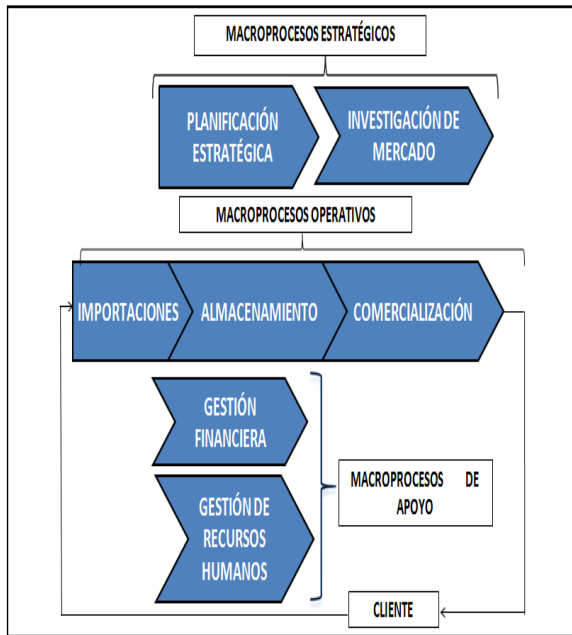 MACROPROCESOS ESTRATÉGICOS
PLANIFICACIÓN
ESTRATÉGICA
INVESTIGACIÓN DE
MERCADO
MACROPROCESOS OPERATIVOS
IMPORTACIONES
ALMACENAMIENTO
COMERCIALIZACIÓN
GESTIÓN
FINANCIERA
GESTIÓN DE
RECURSOS
HUMANOS
MACROPROCESOS DE
APOYO
CLIENTE